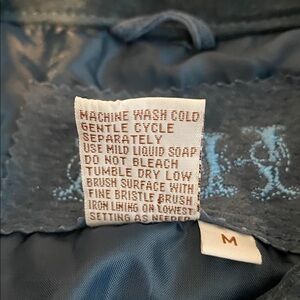 MACHINE WASH COLD
GENTLE CYCLE
SEPARATELY
USE MILD LIQUID SOAP
DO NOT BLEACH
TUMBLE DRY LOW
BRUSH SURFACE WITH
FINE BRISTLE BRUSH
IRON LINING ON LOWEST
SETTING AS NEEDED
M